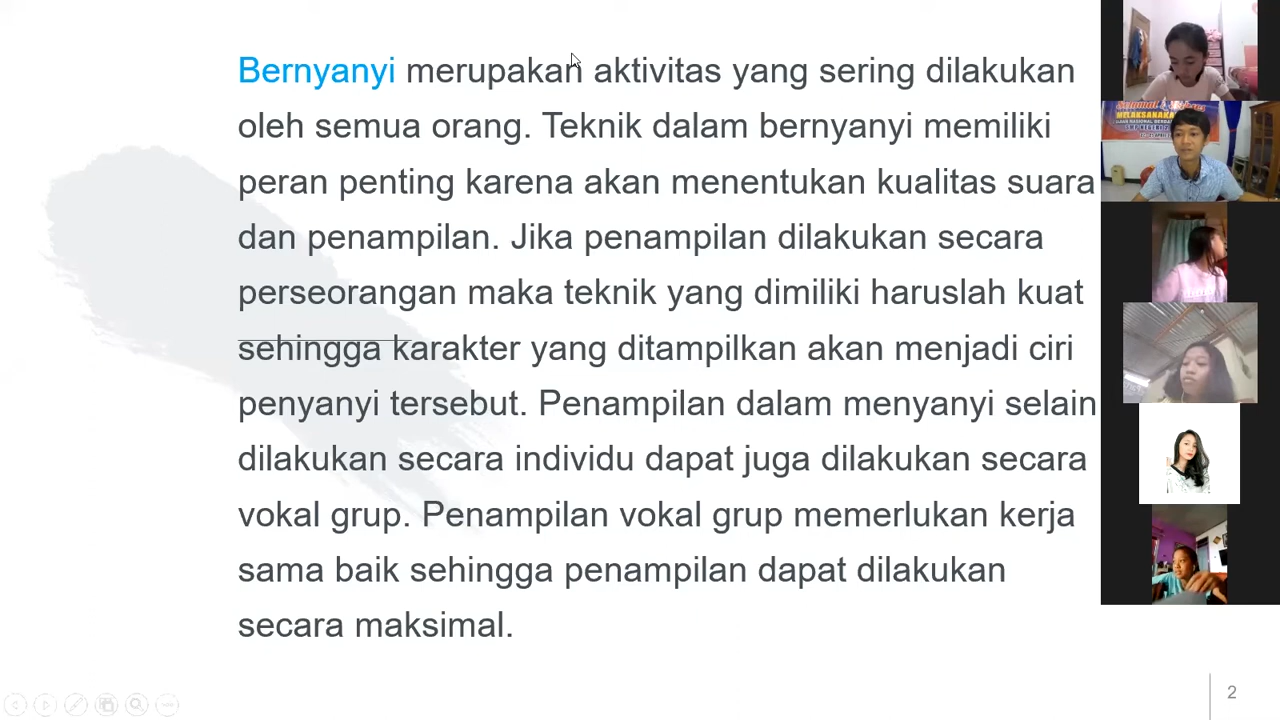 Bernyanyi merupakan aktivitas yang sering dilakukan
oleh semua orang. Teknik dalam bernyanyi memiliki
peran penting karena akan menentukan kualitas suara
dan penampilan. Jika penampilan dilakukan secara
perseorangan maka teknik yang dimiliki haruslah kuat
sehingga karakter yang ditampilkan akan menjadi ciri
penyanyi tersebut. Penampilan dalam menyanyi selain
dilakukan secara individu dapat juga dilakukan secara
vokal grup. Penampilan vokal grup memerlukan kerja
sama baik sehingga penampilan dapat dilakukan
secara maksimal.
2